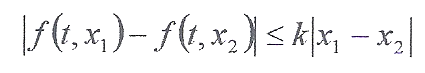 |f(t, x₁) − f(t, x₂)| ≤ k|x₁ − x₂|